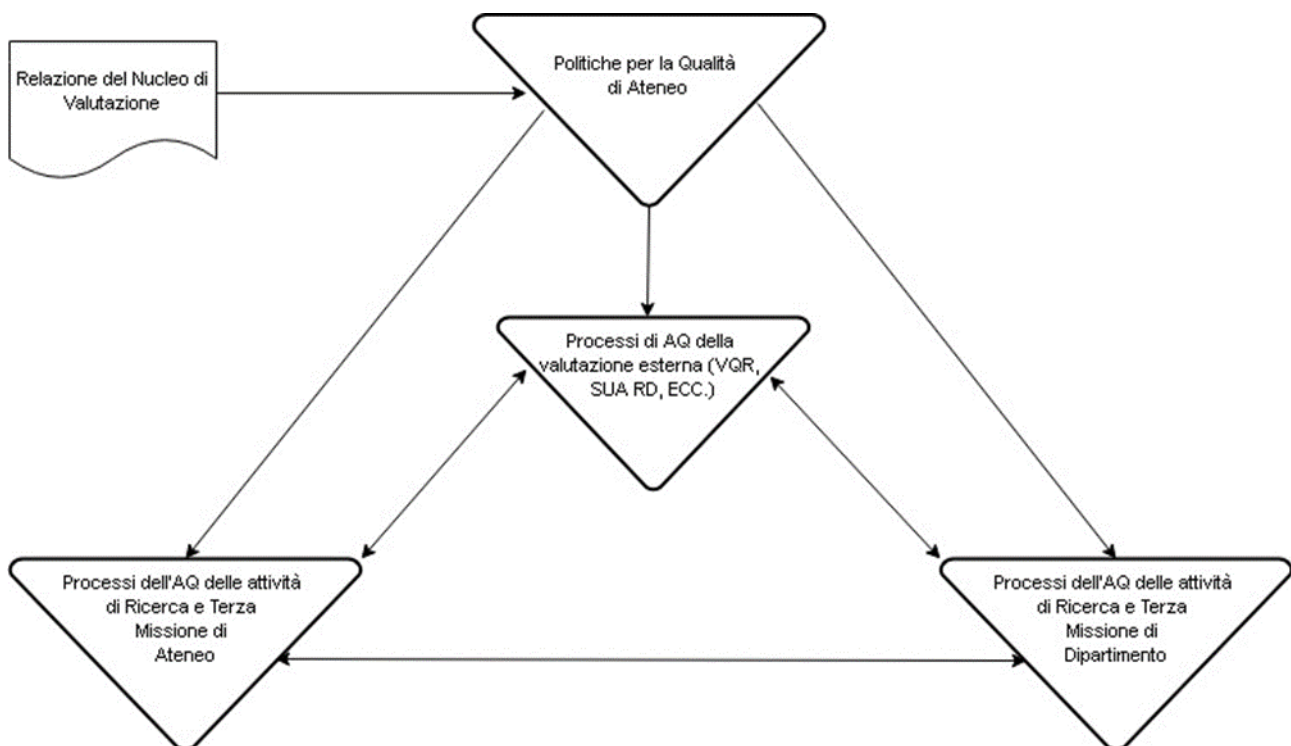 Politiche per la Qualità
di Ateneo
Relazione del Nucleo di
Valutazione
Processi di AQ della
valutazione esterna (VQR,
SUA RD, ECC.)
Processi dell'AQ delle attività
di Ricerca e Terza
Missione di
Ateneo
Processi dell'AQ delle attività
di Ricerca e Terza
Missione di
Dipartimento